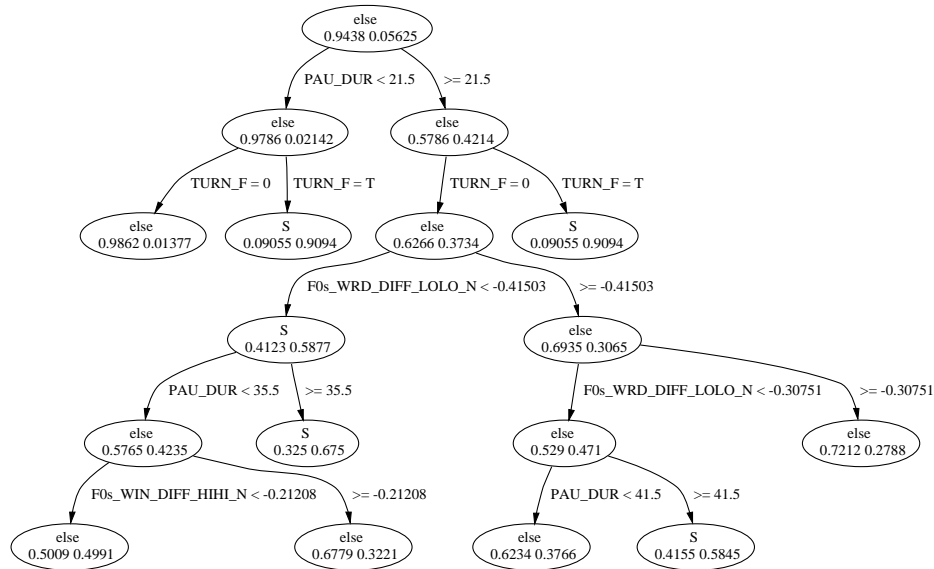 else
0.9438 0.05625
PAU_DUR < 21.5
>= 21.5
else
0.9786 0.02142
else
0.5786 0.4214
TURN_F = 0
TURN_F = T
TURN_F = 0
TURN_F = T
else
0.9862 0.01377
S
0.09055 0.9094
else
0.6266 0.3734
S
0.09055 0.9094
F0s_WRD_DIFF_LOLO_N < -0.41503
>= -0.41503
S
0.4123 0.5877
else
0.6935 0.3065
PAU_DUR < 35.5
>= 35.5
F0s_WRD_DIFF_LOLO_N < -0.30751
>= -0.30751
else
0.5765 0.4235
S
0.325 0.675
else
0.529 0.471
else
0.7212 0.2788
F0s_WIN_DIFF_HIHI_N < -0.21208
>= -0.21208
PAU_DUR < 41.5
>= 41.5
else
0.5009 0.4991
else
0.6779 0.3221
else
0.6234 0.3766
S
0.4155 0.5845